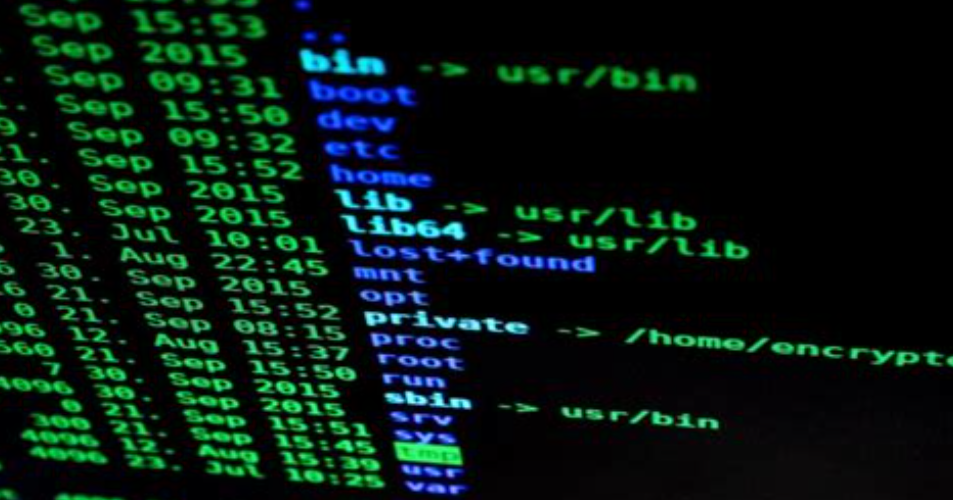 .
Sep 15:53 ..
Sep 2015 bin -> usr/bin
. Sep 09:31 boot
. Sep 15:50 dev
. Sep 09:32 etc
21. Sep 15:52 home
30. Sep 2015 lib -> usr/lib
30. Sep 2015 lib64 -> usr/lib
23. Jul 10:01 lost+found
1. Aug 22:45 mnt
6 30. Sep 2015 opt
16 21. Sep 15:52 private -> /home/encrypte
0 21. Sep 08:15 proc
096 12. Aug 15:37 root
560 21. Sep 15:50 run
7 30. Sep 2015 sbin -> usr/bin
4096 30. Sep 2015 srv
0 21. Sep 15:51 sys
300 21. Sep 15:45 tmp
4096 12. Aug 15:39 usr
4096 23. Jul 10:25 var